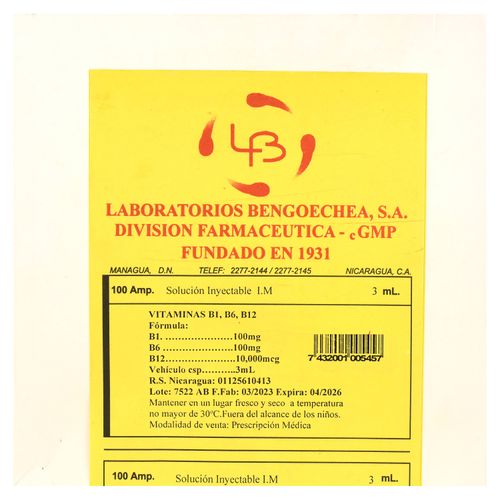 LB
LABORATORIOS BENGOECHEA, S.A.
DIVISION FARMACEUTICA - cGMP
FUNDADO EN 1931
MANAGUA, D.N. TELEF: 2277-2144 / 2277-2145 NICARAGUA, C.A.
100 Amp. Solución Inyectable I.M 3 mL.
VITAMINAS B1, B6, B12
Fórmula:
B1. ......................100mg
B6 ......................100mg
B12......................10,000mcg
Vehículo csp...........3mL
R.S. Nicaragua: 01125610413
Lote: 7522 AB F.Fab: 03/2023 Expira: 04/2026
Mantener en un lugar fresco y seco a temperatura
no mayor de 30°C.Fuera del alcance de los niños.
Modalidad de venta: Prescripción Médica
7 432001 005457
100 Amp. Solución Inyectable I.M 3 mL.